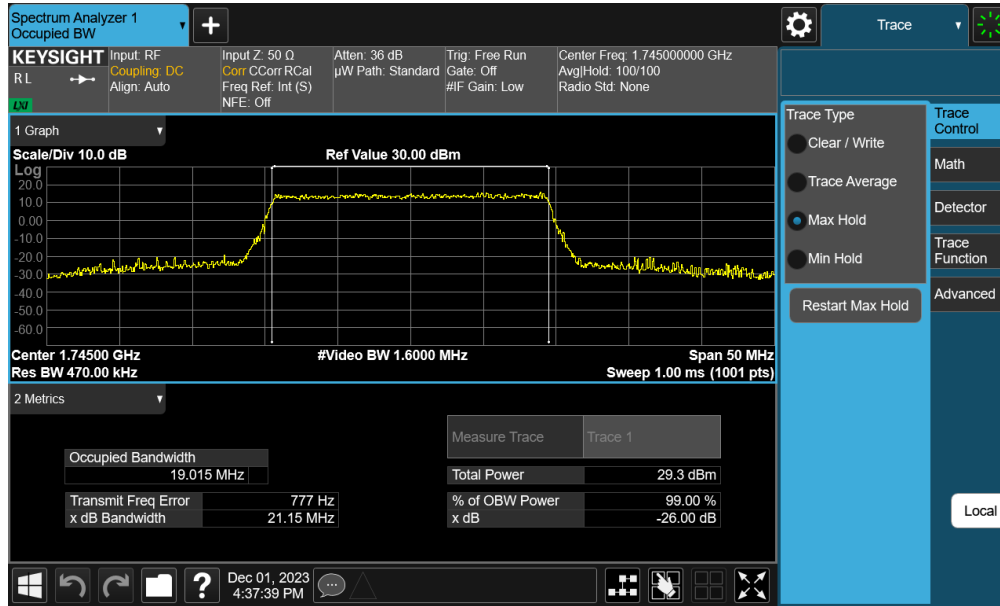 Spectrum Analyzer 1
Occupied BW
+
Trace
KEYSIGHT
R L
LXI
Input: RF
Coupling: DC
Align: Auto
Input Z: 50 Ω
Corr CCorr RCal
Freq Ref: Int (S)
NFE: Off
Atten: 36 dB
µW Path: Standard
Trig: Free Run
Gate: Off
#IF Gain: Low
Center Freq: 1.745000000 GHz
Avg|Hold: 100/100
Radio Std: None
1 Graph
Scale/Div 10.0 dB
Ref Value 30.00 dBm
Log
20.0
10.0
0.00
-10.0
-20.0
-30.0
-40.0
-50.0
-60.0
Center 1.74500 GHz
#Video BW 1.6000 MHz
Span 50 MHz
Res BW 470.00 kHz
Sweep 1.00 ms (1001 pts)
2 Metrics
Measure Trace
Trace 1
Occupied Bandwidth
19.015 MHz
Total Power
29.3 dBm
Transmit Freq Error
777 Hz
% of OBW Power
99.00 %
x dB Bandwidth
21.15 MHz
x dB
-26.00 dB
Trace Type
Clear / Write
Trace Average
Max Hold
Min Hold
Restart Max Hold
Trace
Control
Math
Detector
Trace
Function
Advanced
Local
?
Dec 01, 2023
4:37:39 PM